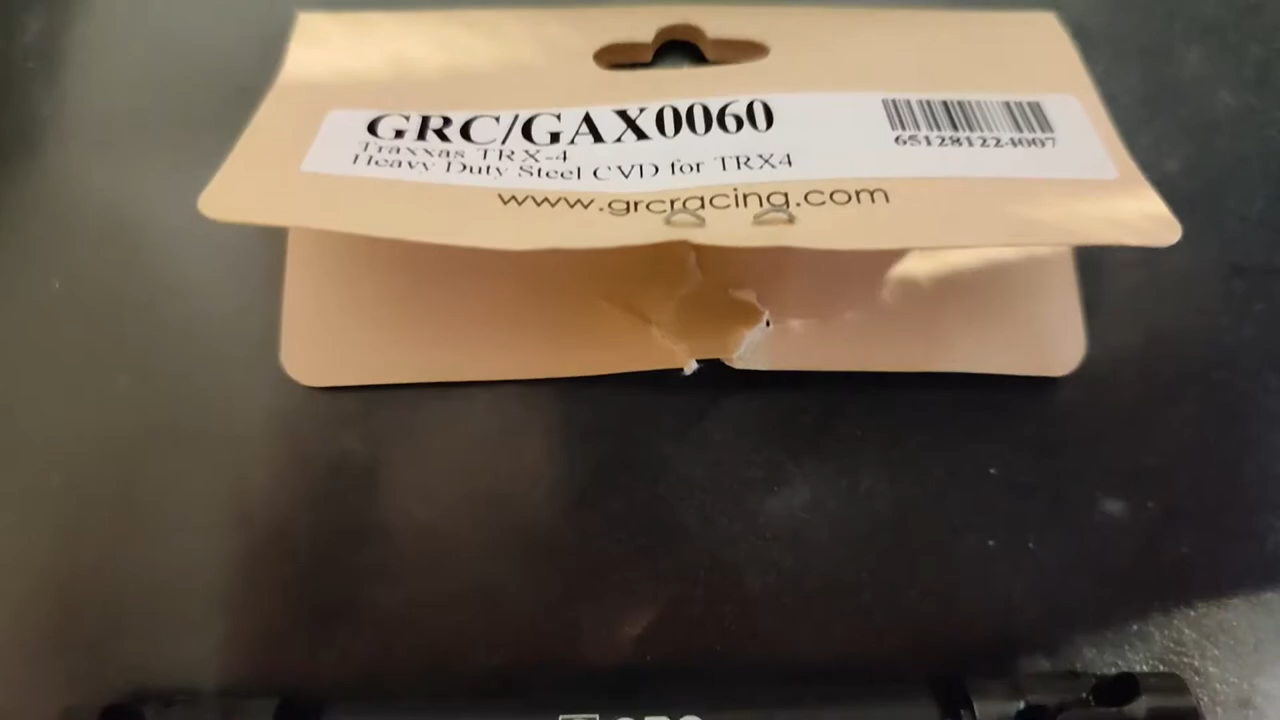 GRC/GAX0060
Traxxas TRX-4
Heavy Duty Steel CVD for TRX4
651281224007
www.grcracing.com